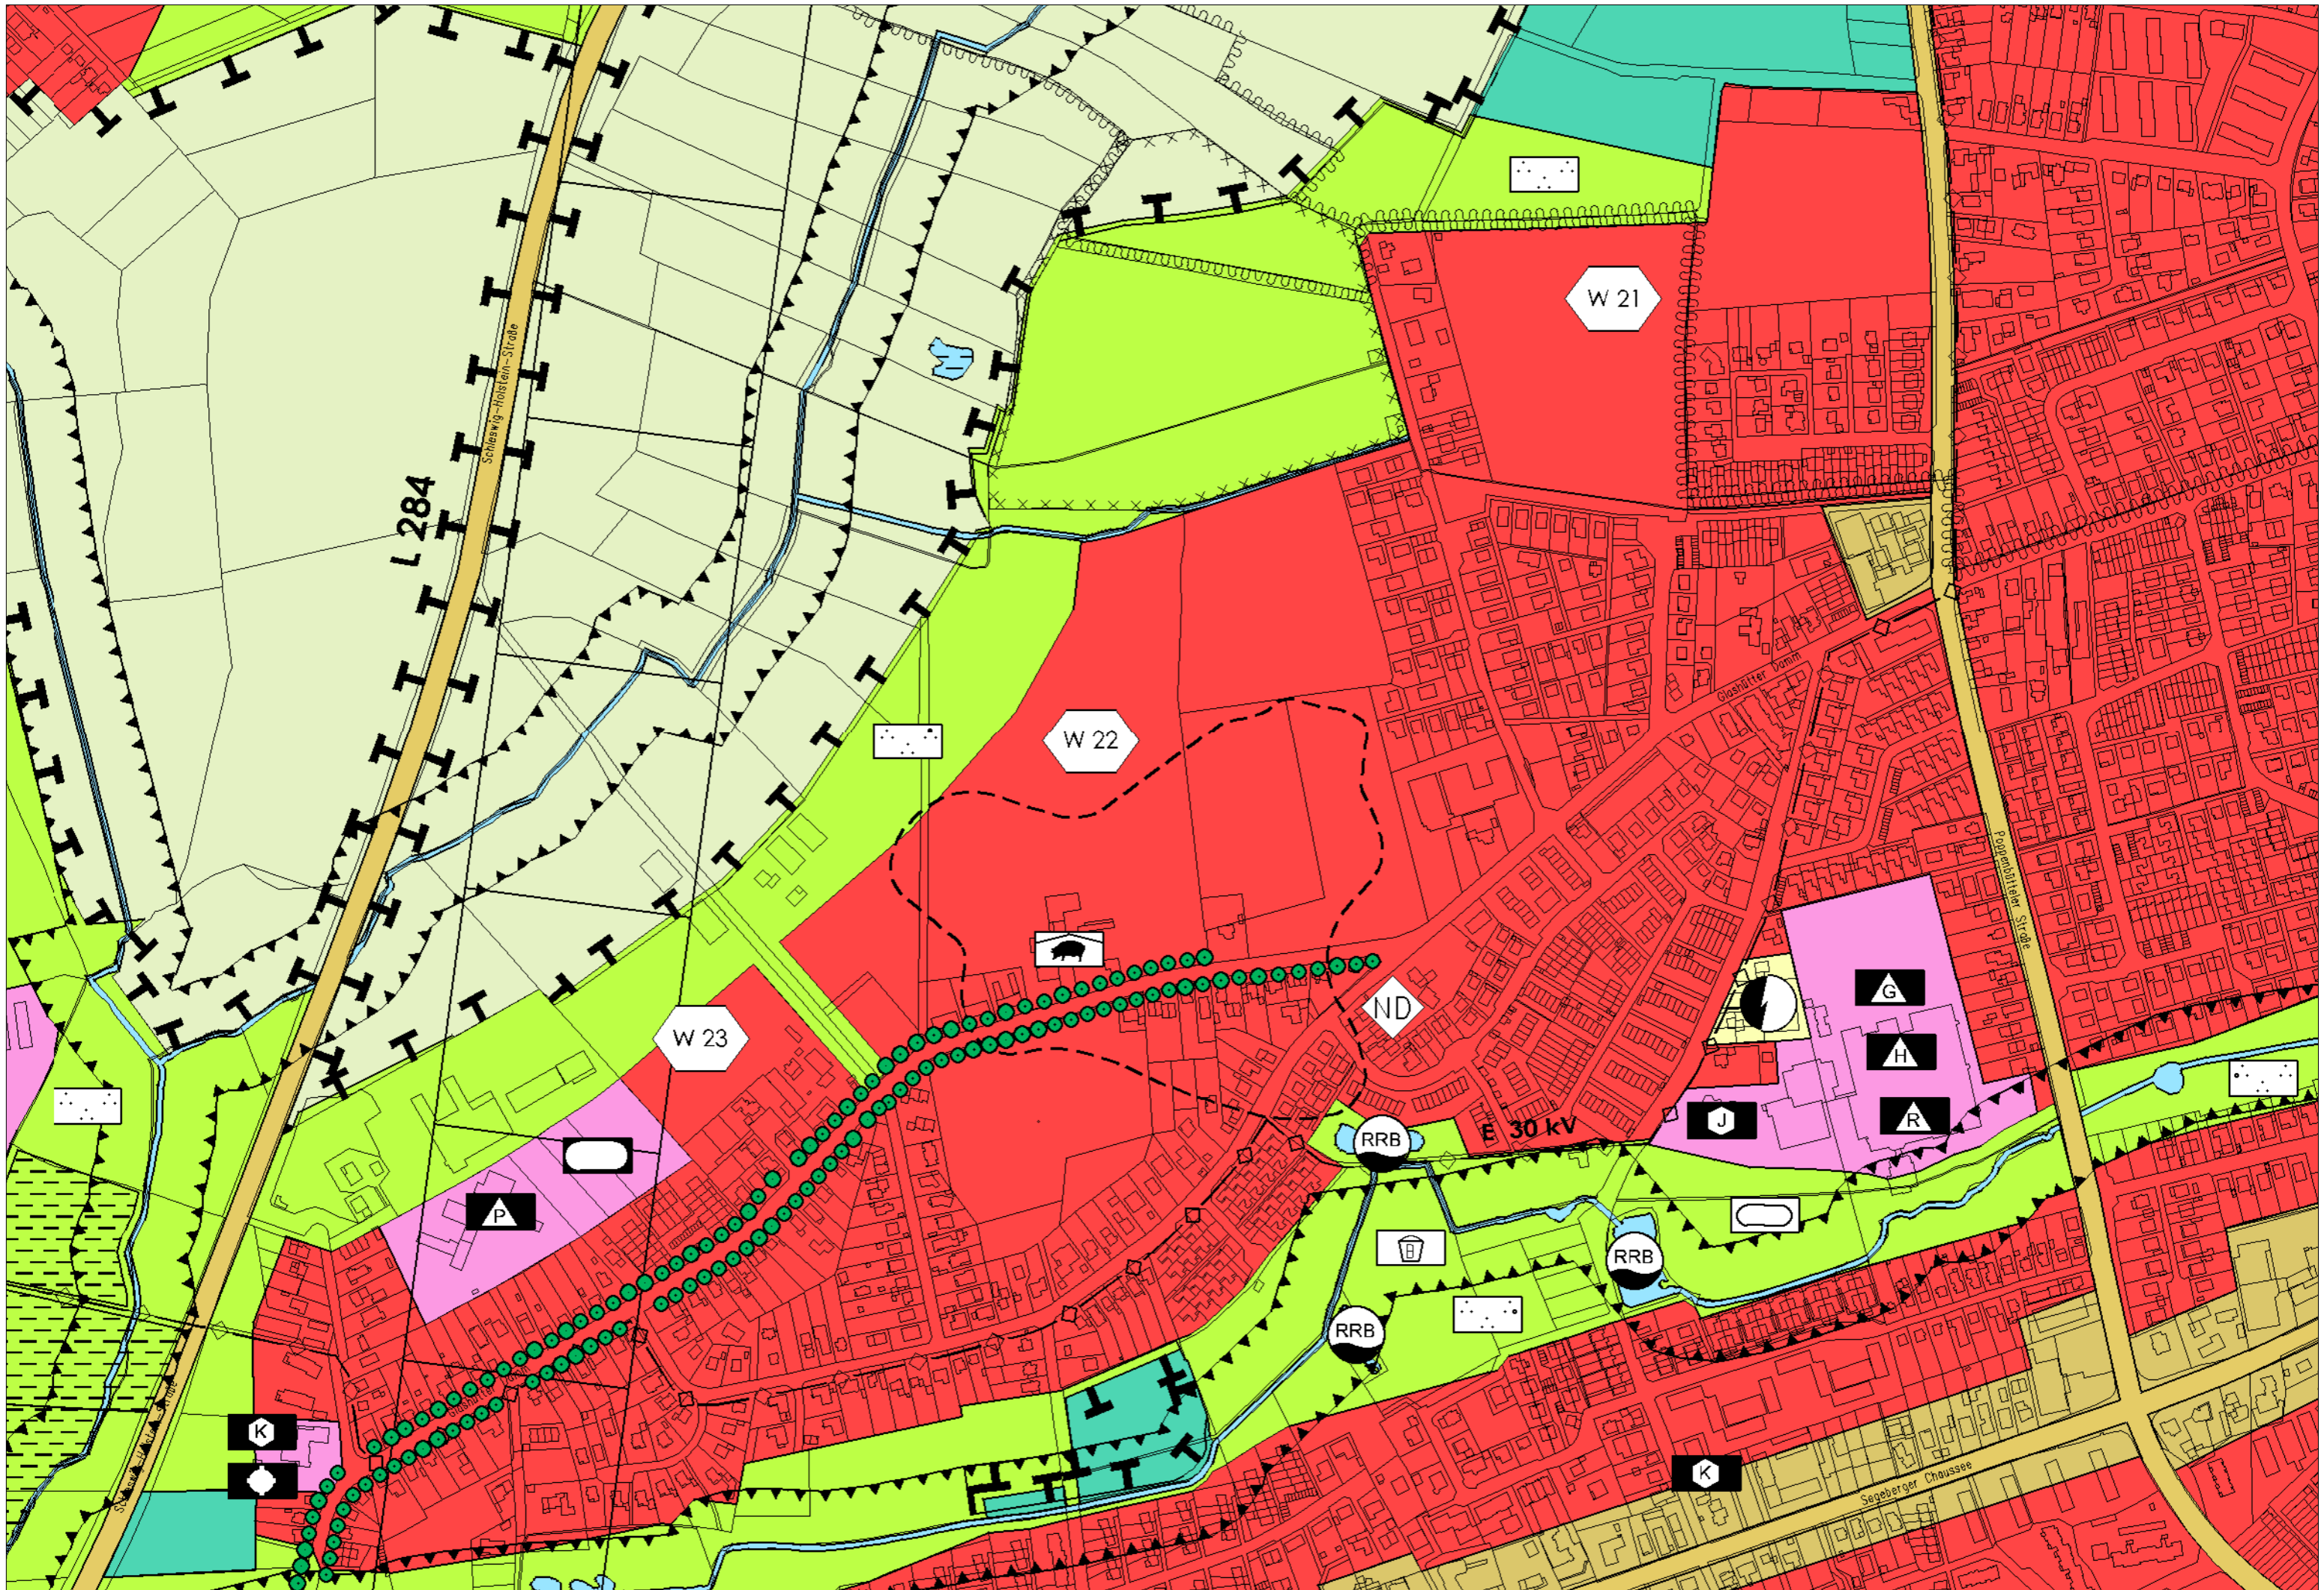 W 21
Schleswig-Holstein-Straße
L 284
Glashütter Damm
W 22
Poppenbütteler Straße
G
ND
W 23
H
R
J
E 30 kV
RRB
P
RRB
RRB
K
K
Segeberger Chaussee